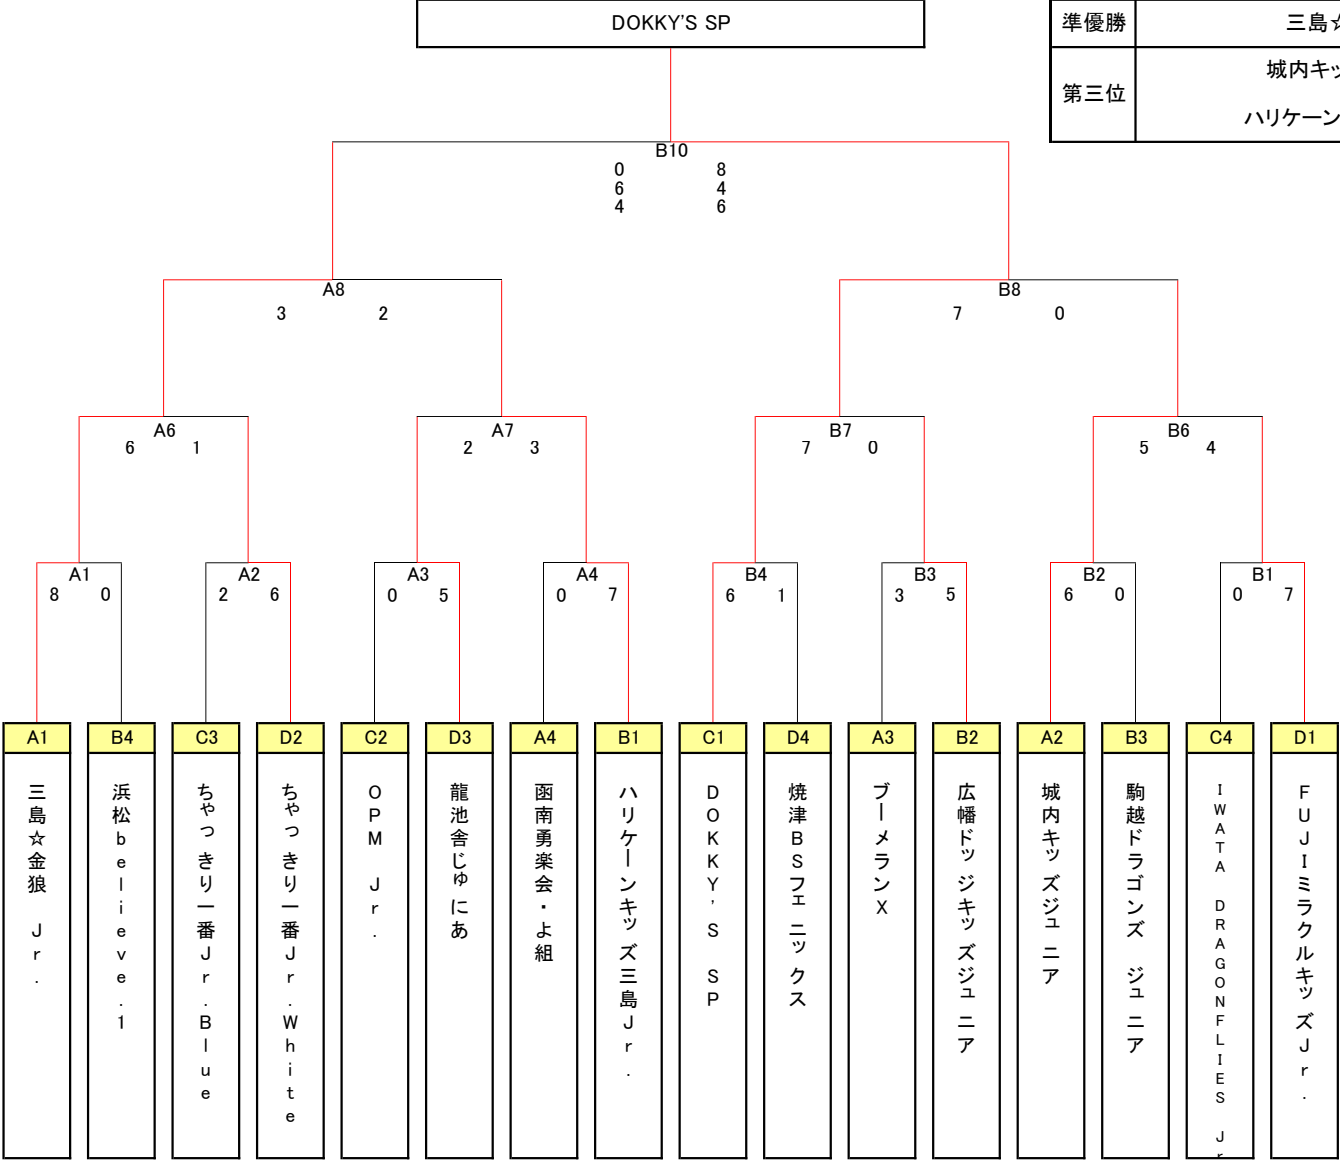 DOKKY'S SP
準優勝 三島☆
第三位 城内キッ
ハリケーン
B10
0 8
6 4
4 6
A8 B8
3 2 7 0
A6 A7 B7 B6
6 1 2 3 7 0 5 4
A1 A2 A3 A4 B4 B3 B2 B1
8 0 2 6 0 5 0 7 6 1 3 5 6 0 0 7
A1 B4 C3 D2 C2 D3 A4 B1 C1 D4 A3 B2 A2 B3 C4 D1
三島☆金狼 Jr.
浜松believe.1
ちゃっきり一番Jr.Blue
ちゃっきり一番Jr.White
OPM Jr.
龍池舎じゅにあ
函南勇楽会・よ組
ハリケーンキッズ三島Jr.
DOKKY'S SP
焼津BSフェニックス
ブーメランX
広幡ドッジキッズジュニア
城内キッズジュニア
駒越ドラゴンズ ジュニア
IWATA DRAGONFLIES Jr
FUJIミラクルキッズJr.